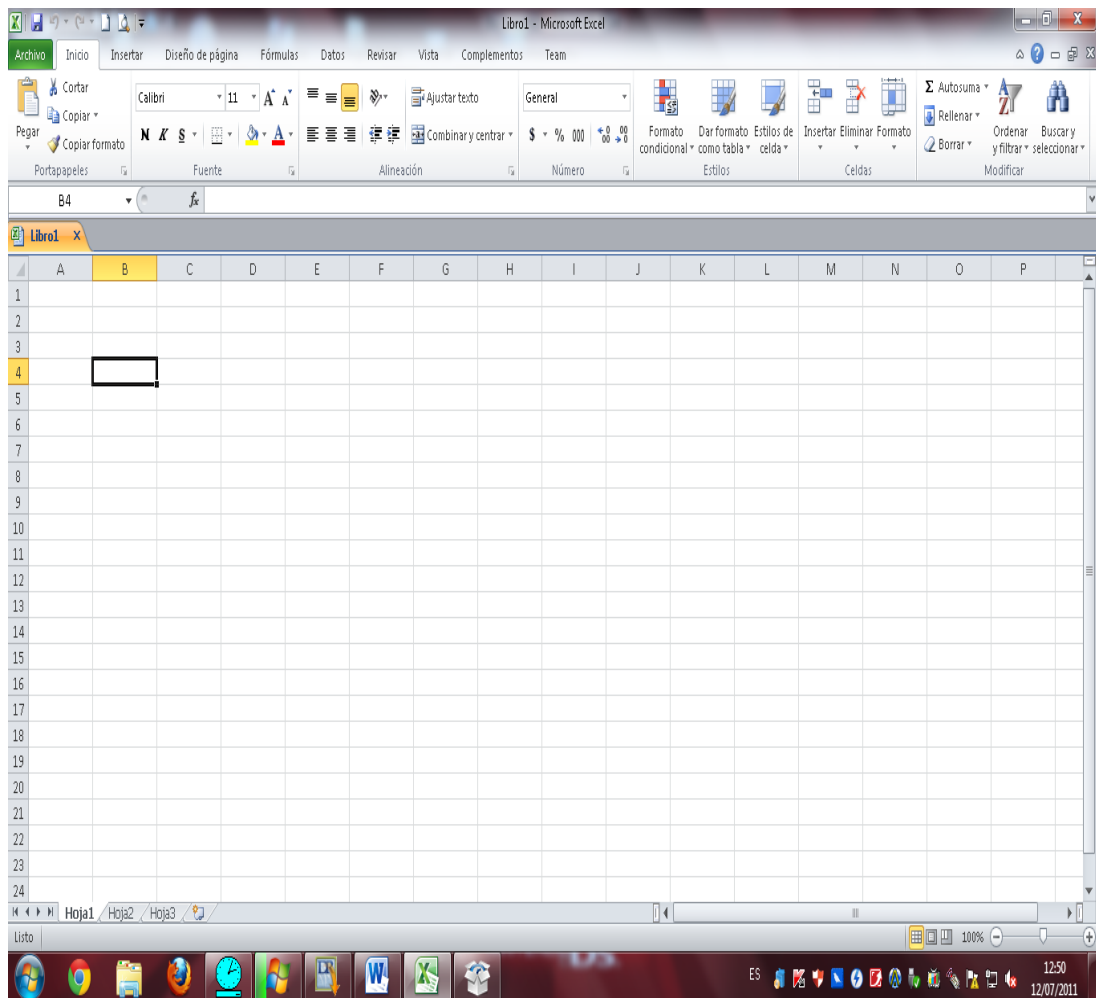 Libro1 - Microsoft Excel
Archivo Inicio Insertar Diseño de página Fórmulas Datos Revisar Vista Complementos Team
Pegar
Cortar
Copiar
Copiar formato
Portapapeles
Calibri 11
N K S
Fuente
Ajustar texto
Combinar y centrar
Alineación
General
$ % 000
Número
Formato condicional
Dar formato como tabla
Estilos de celda
Estilos
Insertar Eliminar Formato
Celdas
Σ Autosuma
Rellenar
Borrar
Ordenar y filtrar
Buscar y seleccionar
Modificar
B4 fx
Libro1 x
A B C D E F G H I J K L M N O P
1
2
3
4
5
6
7
8
9
10
11
12
13
14
15
16
17
18
19
20
21
22
23
24
Hoja1 Hoja2 Hoja3
Listo 100%
ES 12:50
12/07/2011